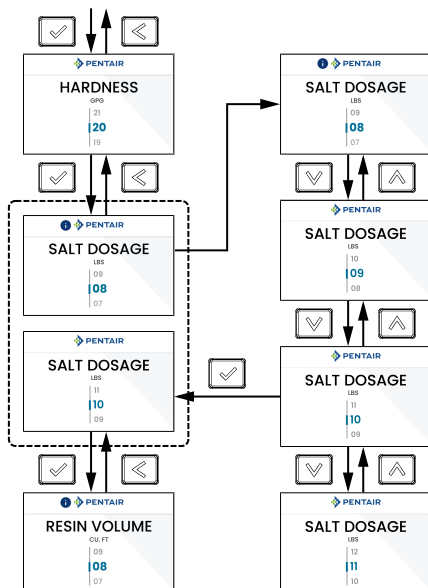 PENTAIR
HARDNESS
GPG
21
20
19
i PENTAIR
SALT DOSAGE
LBS
09
08
07
PENTAIR
SALT DOSAGE
LBS
11
10
09
i PENTAIR
RESIN VOLUME
CU. FT
09
08
07
i PENTAIR
SALT DOSAGE
LBS
09
08
07
PENTAIR
SALT DOSAGE
LBS
10
09
08
PENTAIR
SALT DOSAGE
LBS
11
10
09
PENTAIR
SALT DOSAGE
LBS
12
11
10